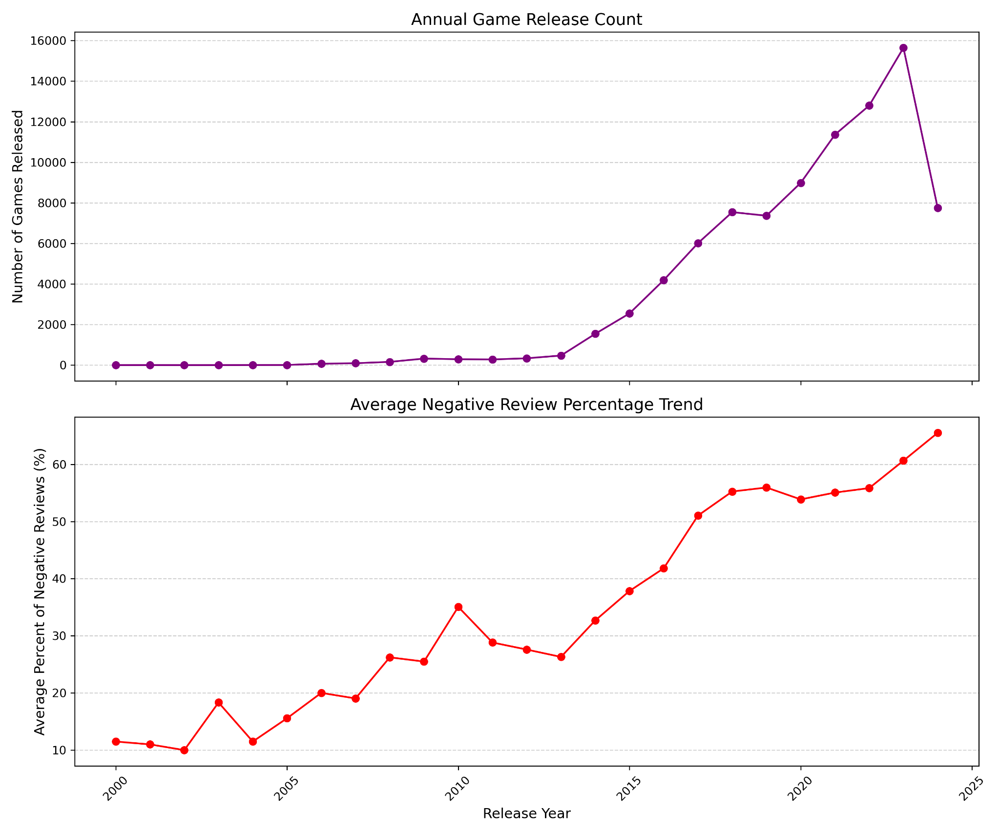 Annual Game Release Count
Number of Games Released
16000
14000
12000
10000
8000
6000
4000
2000
0
Average Negative Review Percentage Trend
Average Percent of Negative Reviews (%)
60
50
40
30
20
10
2000 2005 2010 2015 2020 2025
Release Year